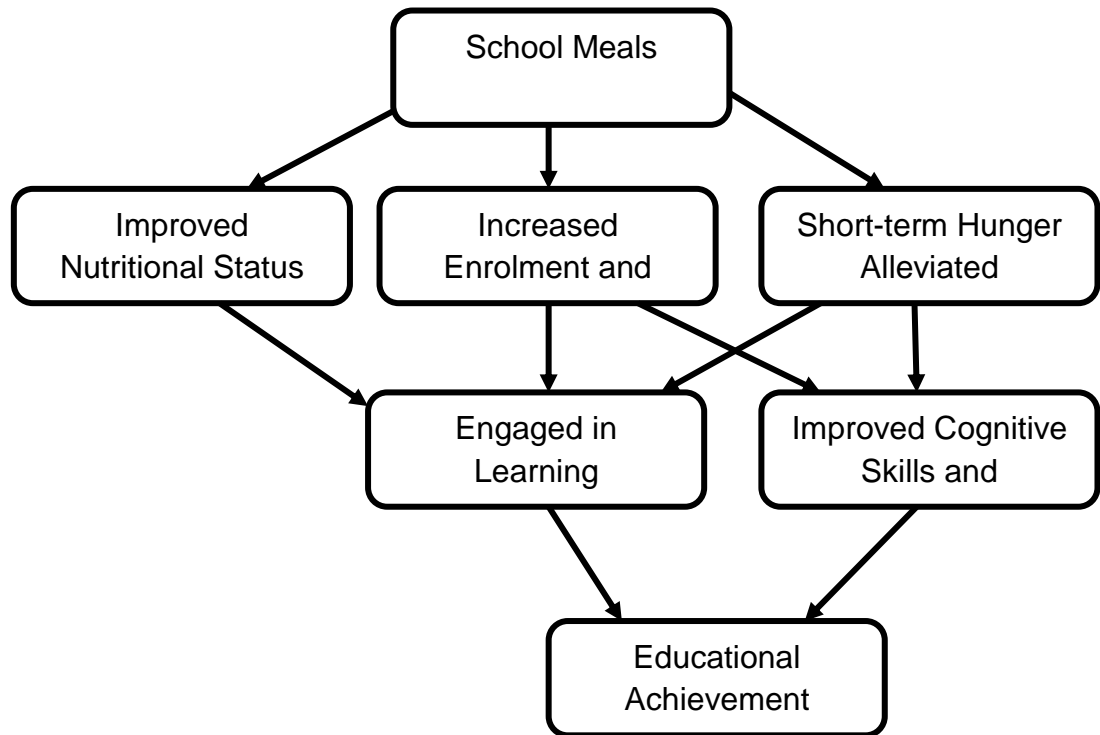 School Meals
Improved
Nutritional Status
Increased
Enrolment and
Short-term Hunger
Alleviated
Engaged in
Learning
Improved Cognitive
Skills and
Educational
Achievement